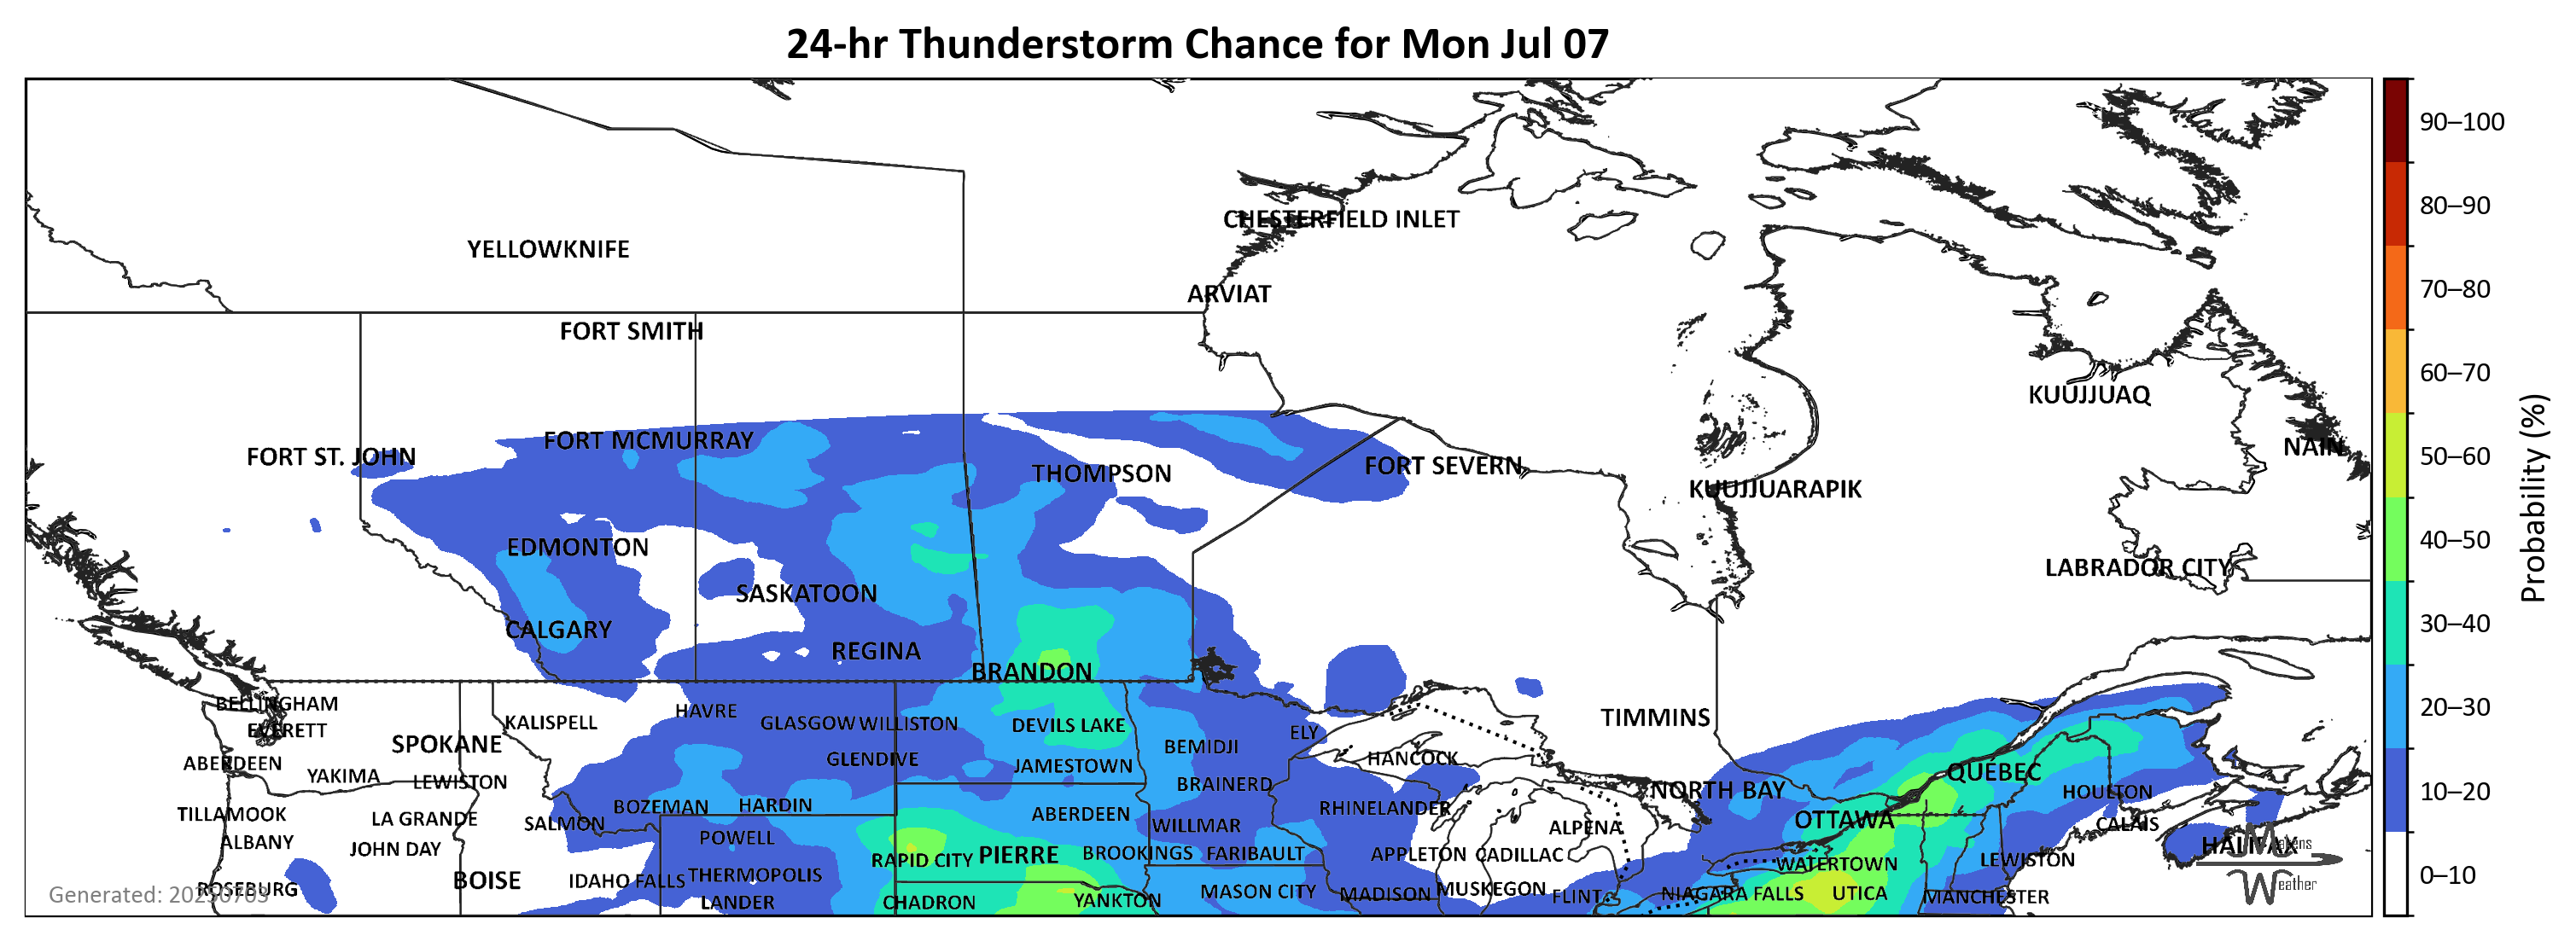 24-hr Thunderstorm Chance for Mon Jul 07
90–100
80–90
CHESTERFIELD INLET
YELLOWKNIFE
70–80
ARVIAT
FORT SMITH
60–70
KUUJJUAQ
FORT MCMURRAY
NAIN
50–60
FORT ST. JOHN
FORT SEVERN
THOMPSON
KUUJJUARAPIK
Probability (%)
40–50
EDMONTON
LABRADOR CITY
SASKATOON
30–40
CALGARY
REGINA
BRANDON
BELLINGHAM
HAVRE
20–30
TIMMINS
KALISPELL
GLASGOW
WILLISTON
DEVILS LAKE
EVERETT
ELY
SPOKANE
BEMIDJI
GLENDIVE
HANCOCK
ABERDEEN
JAMESTOWN
QUÉBEC
YAKIMA
LEWISTON
BRAINERD
NORTH BAY
HOULTON
10–20
BOZEMAN
HARDIN
RHINELANDER
TILLAMOOK
LA GRANDE
ABERDEEN
OTTAWA
SALMON
WILLMAR
ALPENA
CALAIS
POWELL
ALBANY
HALIFAX
Matens
JOHN DAY
RAPID CITY
PIERRE
BROOKINGS
FARIBAULT
APPLETON
CADILLAC
WATERTOWN
LEWISTON
BOISE
IDAHO FALLS
THERMOPOLIS
0–10
Weather
ROSEBURG
Generated: 20250703
MASON CITY
MADISON
MUSKEGON
FLINT
NIAGARA FALLS
UTICA
MANCHESTER
LANDER
CHADRON
YANKTON